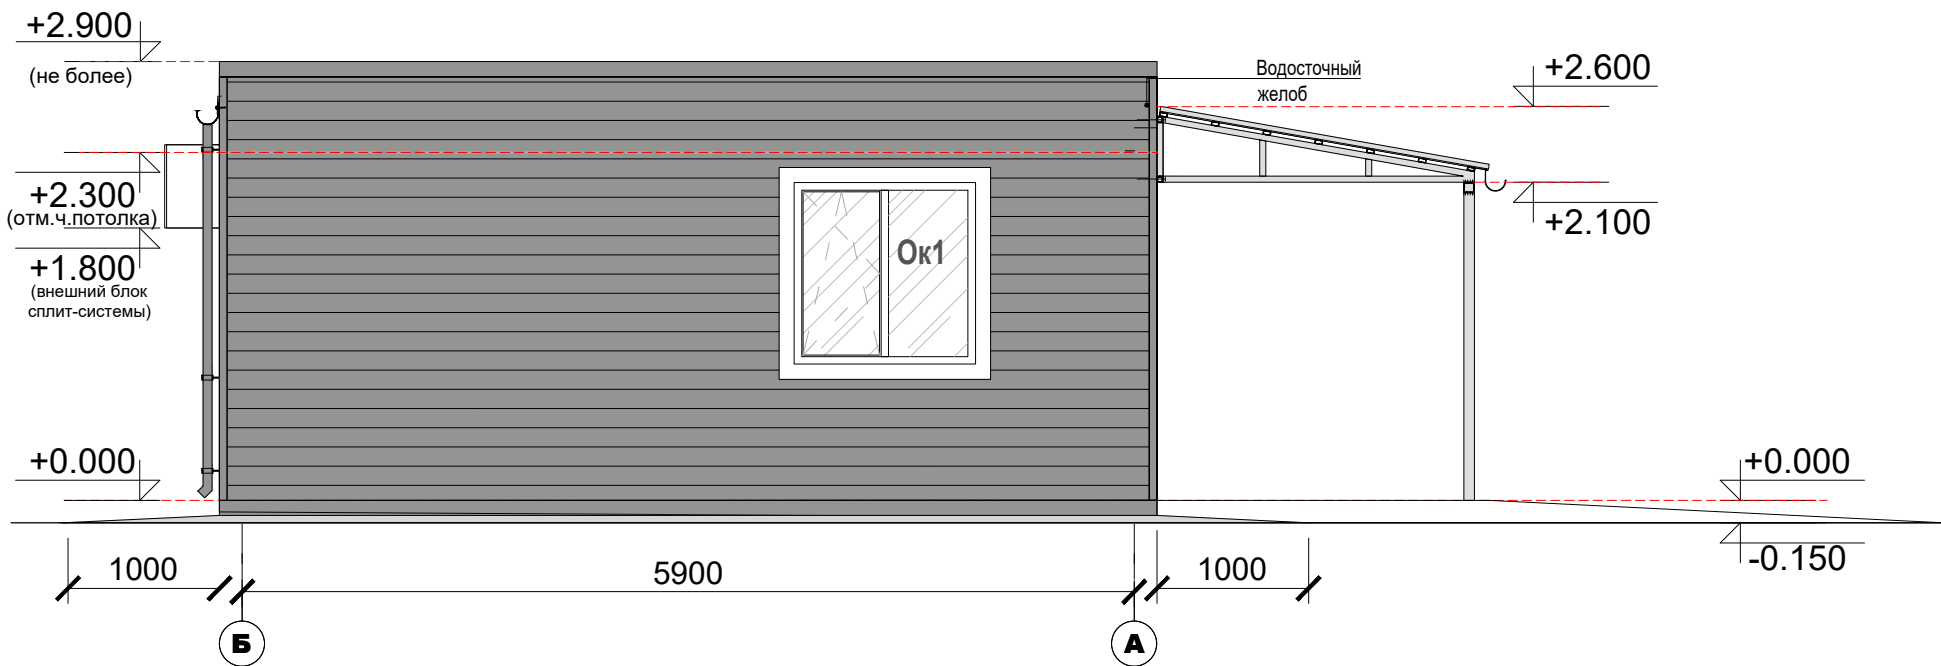 +2.900
(не более)
+2.300
(отм.ч.потолка)
+1.800
(внешний блок
сплит-системы)
+0.000
Водосточный
желоб
+2.600
+2.100
Ок1
+0.000
-0.150
1000
5900
1000
Б
А